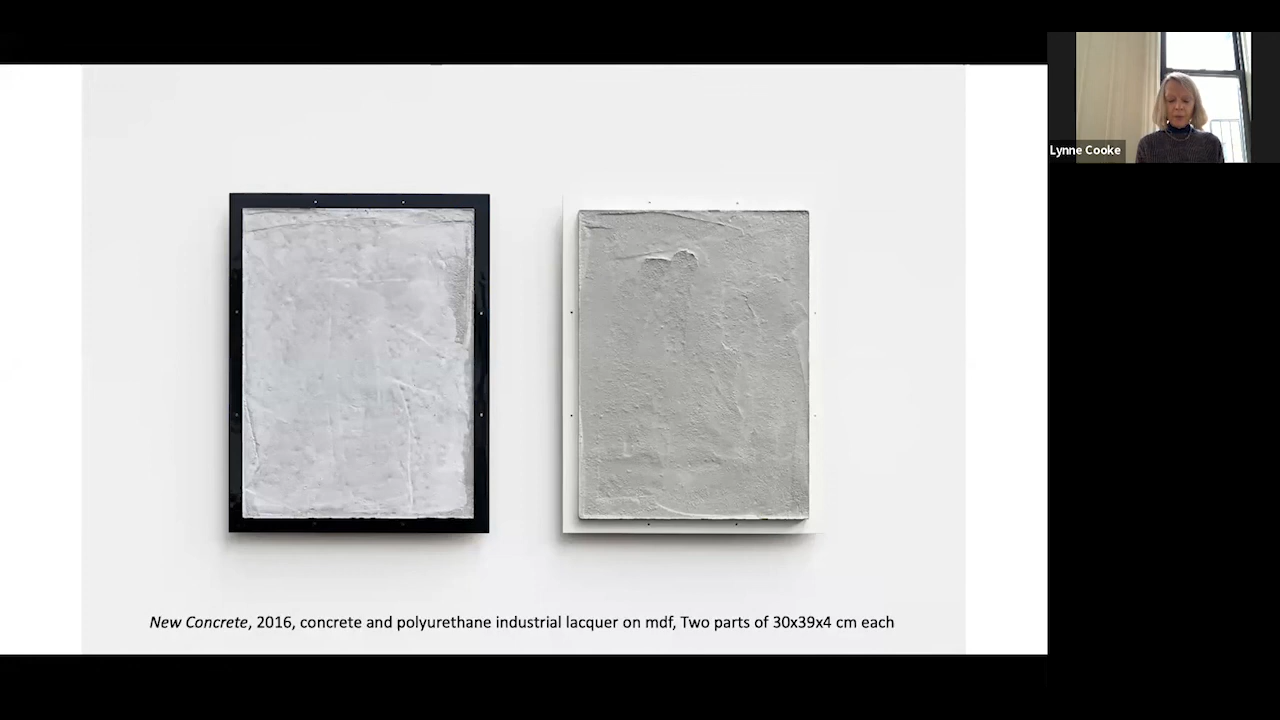 Lynne Cooke
New Concrete, 2016, concrete and polyurethane industrial lacquer on mdf, Two parts of 30x39x4 cm each